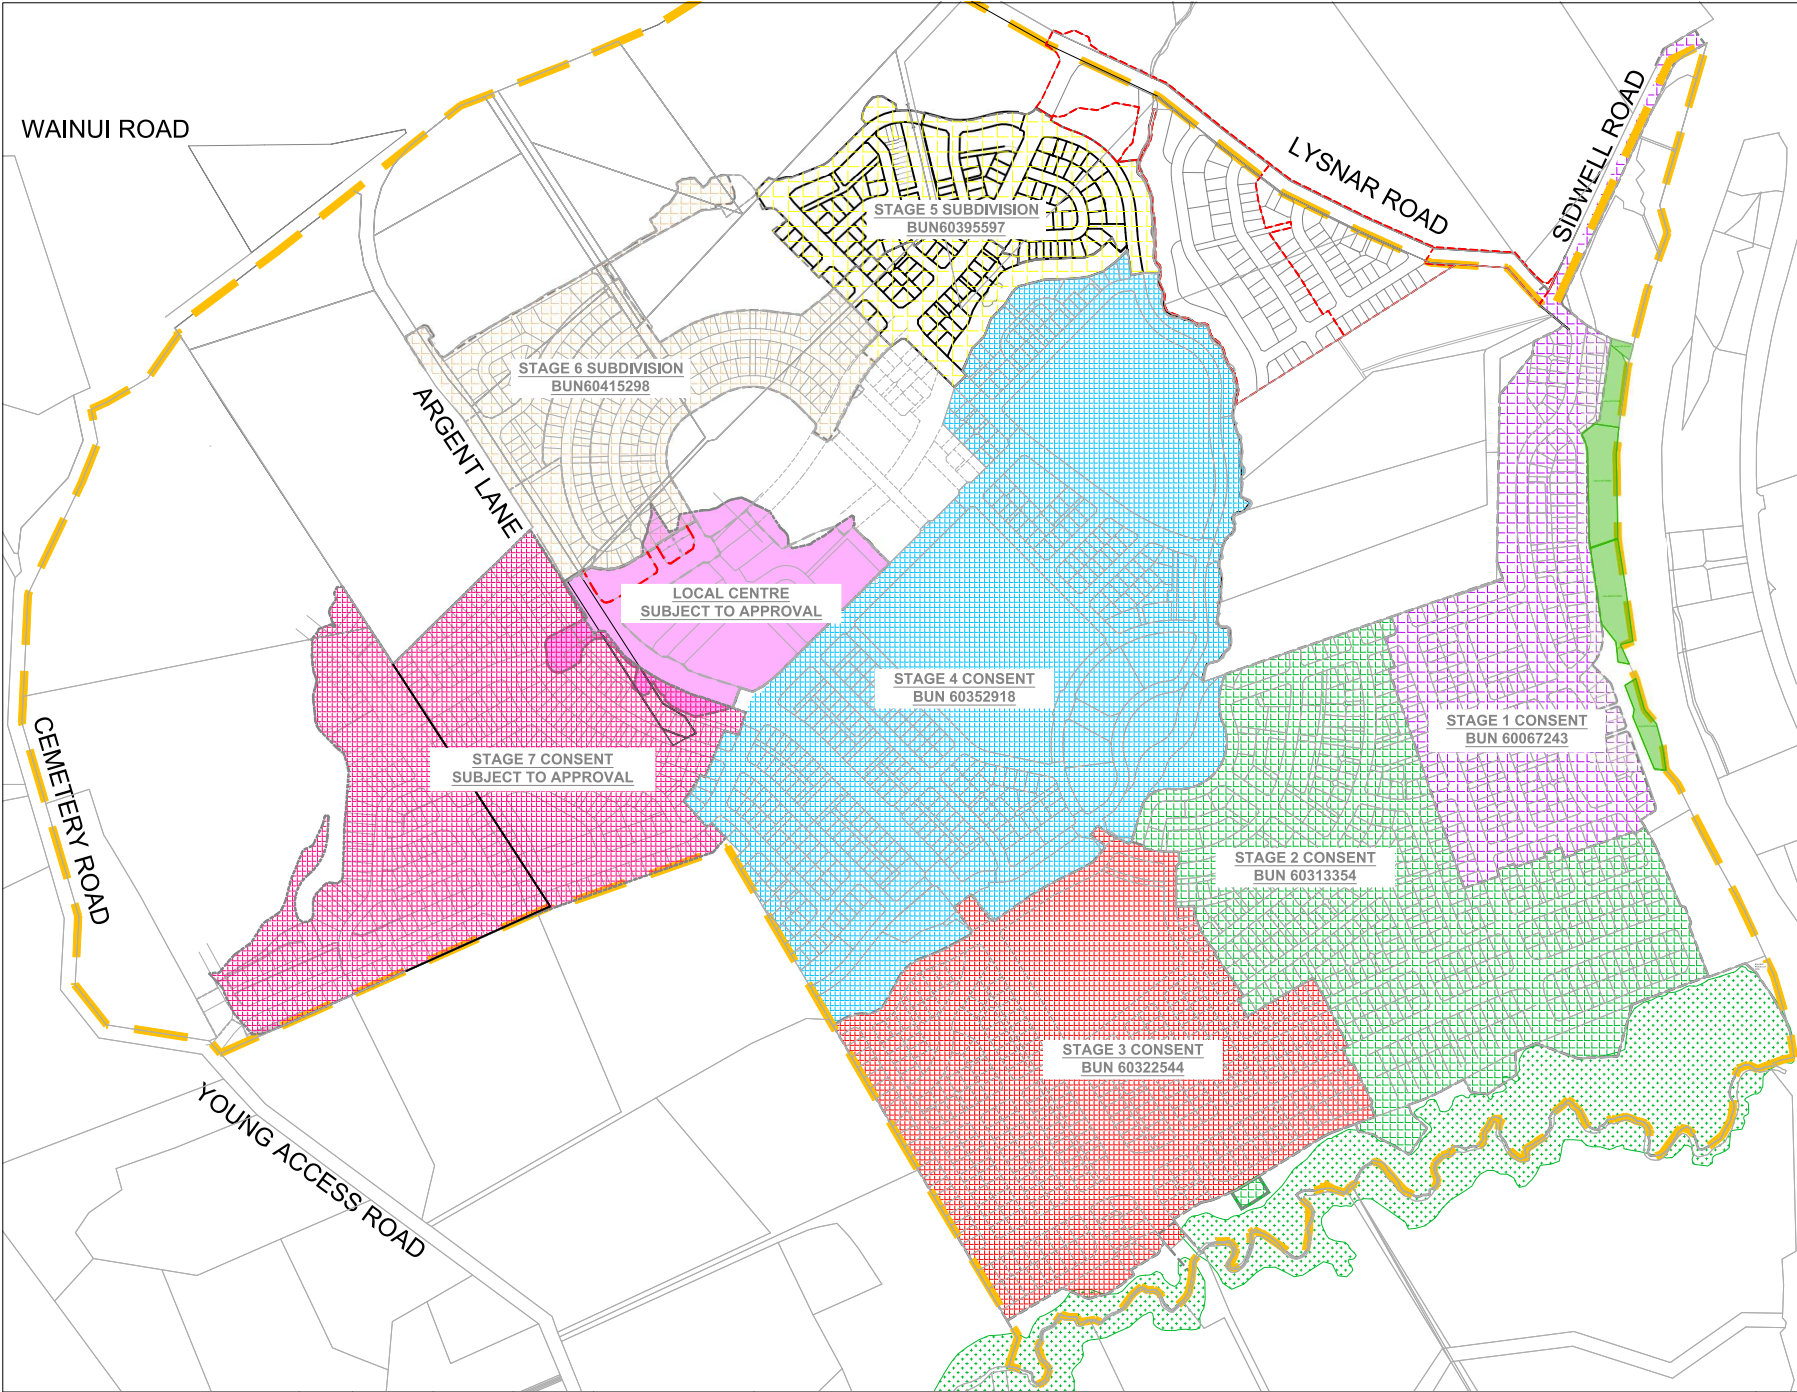 WAINUI ROAD
LYSNAR ROAD
SIDWELL ROAD
STAGE 5 SUBDIVISION
BUN60395597
STAGE 6 SUBDIVISION
BUN60415298
ARGENT LANE
LOCAL CENTRE
SUBJECT TO APPROVAL
STAGE 4 CONSENT
BUN 60352918
STAGE 1 CONSENT
BUN 60067243
STAGE 7 CONSENT
SUBJECT TO APPROVAL
CEMETERY ROAD
STAGE 2 CONSENT
BUN 60313354
STAGE 3 CONSENT
BUN 60322544
YOUNG ACCESS ROAD